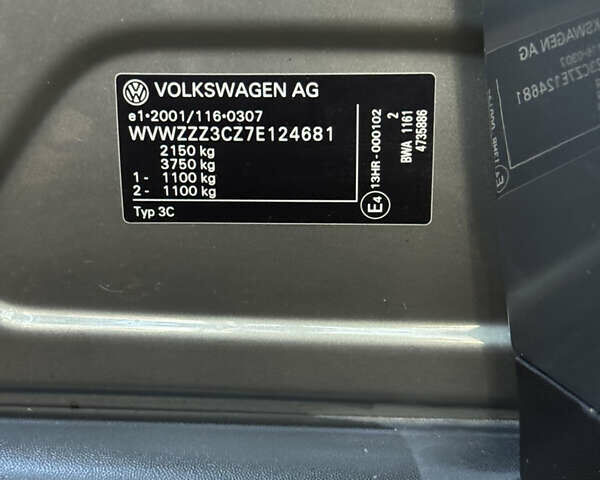 VOLKSWAGEN AG
e1*2001/116*0307
WVWZZZ3CZ7E124681
2150 kg
3750 kg
1- 1100 kg
2- 1100 kg
Typ 3C
E4 13HR-000102
BWA 1161 2
4735886